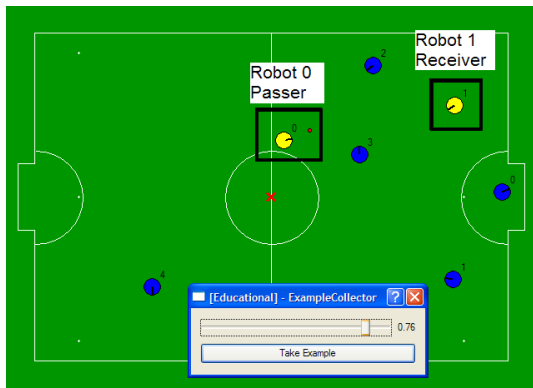 2
Robot 1
Receiver
Robot 0
Passer
1
0
3
0
4
1
[Educational] - ExampleCollector
0.76
Take Example